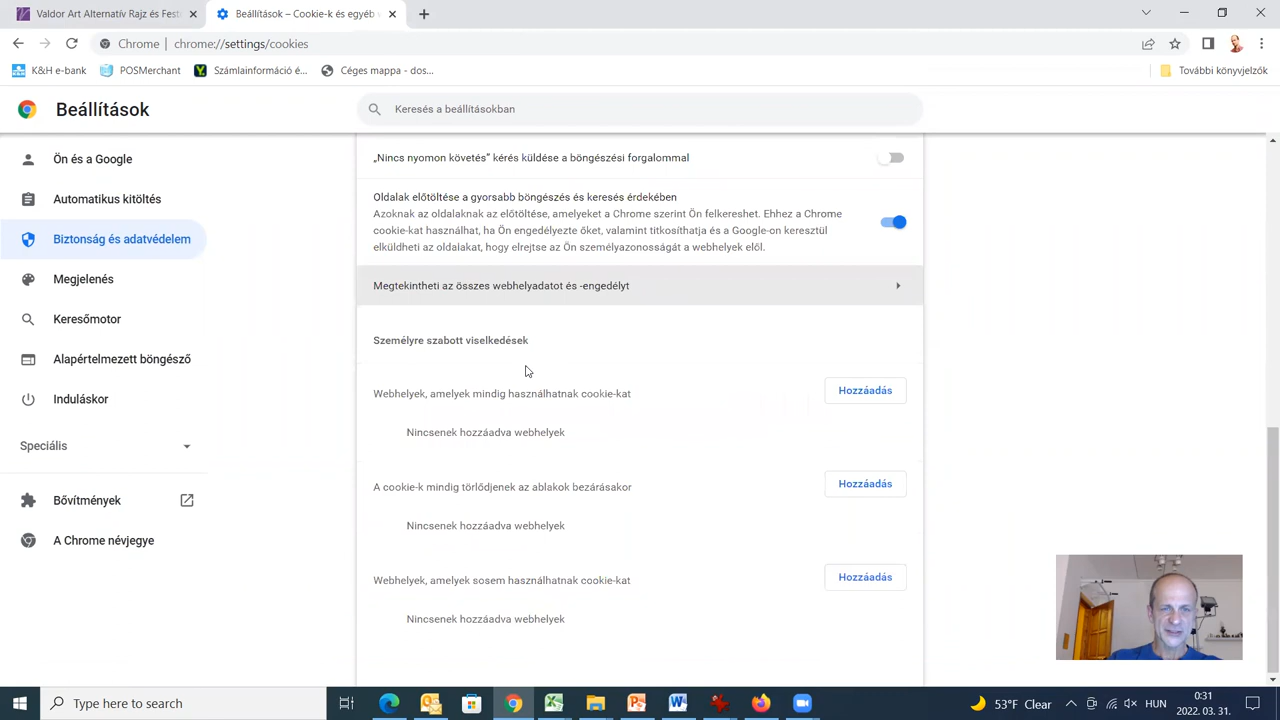 Valdor Art Alternatív Rajz és Fest
Beállítások – Cookie-k és egyéb
Chrome | chrome://settings/cookies
K&H e-bank
POSMerchant
Számlainformáció é...
Céges mappa - dos...
További könyvjelzők
Beállítások
Keresés a beállításokban
Ön és a Google
Automatikus kitöltés
Biztonság és adatvédelem
Megjelenés
Keresőmotor
Alapértelmezett böngésző
Induláskor
Speciális
Bővítmények
A Chrome névjegye
„Nincs nyomon követés” kérés küldése a böngészési forgalommal
Oldalak előtöltése a gyorsabb böngészés és keresés érdekében
Azoknak az oldalaknak az előtöltése, amelyeket a Chrome szerint Ön felkereshet. Ehhez a Chrome
cookie-kat használhat, ha Ön engedélyezte őket, valamint titkosíthatja és a Google-on keresztül
elküldheti az oldalakat, hogy elrejtse az Ön személyazonosságát a webhelyek elől.
Megtekintheti az összes webhelyadatot és -engedélyt
Személyre szabott viselkedések
Webhelyek, amelyek mindig használhatnak cookie-kat
Hozzáadás
Nincsenek hozzáadva webhelyek
A cookie-k mindig törlődjenek az ablakok bezárásakor
Hozzáadás
Nincsenek hozzáadva webhelyek
Webhelyek, amelyek sosem használhatnak cookie-kat
Hozzáadás
Nincsenek hozzáadva webhelyek
Type here to search
53°F Clear
HUN
0:31
2022. 03. 31.